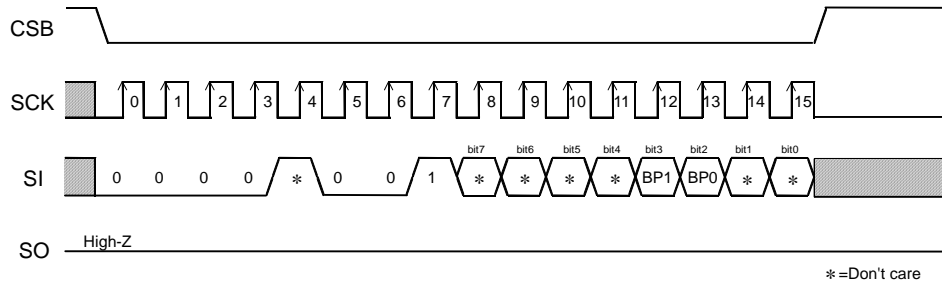 CSB
SCK 0 1 2 3 4 5 6 7 8 9 10 11 12 13 14 15
bit7 bit6 bit5 bit4 bit3 bit2 bit1 bit0
SI 0 0 0 0 * 0 0 1 * * * * BP1 BP0 * *
SO High-Z
*=Don't care